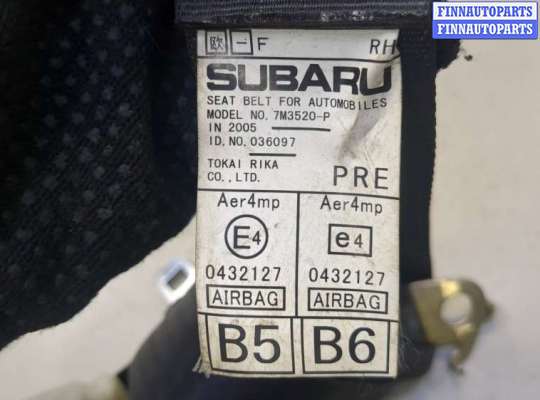 FINNAUTOPARTS
FINNAUTOPARTS
FINNAUTOPARTS
欧 一 F RH
SUBARU
SEAT BELT FOR AUTOMOBILES
MODEL NO. 7M3520-P
IN 2005
ID. NO. 036097
TOKAI RIKA
CO., LTD. PRE
Aer4mp Aer4mp
E4 e4
0432127 0432127
AIRBAG AIRBAG
B5 B6